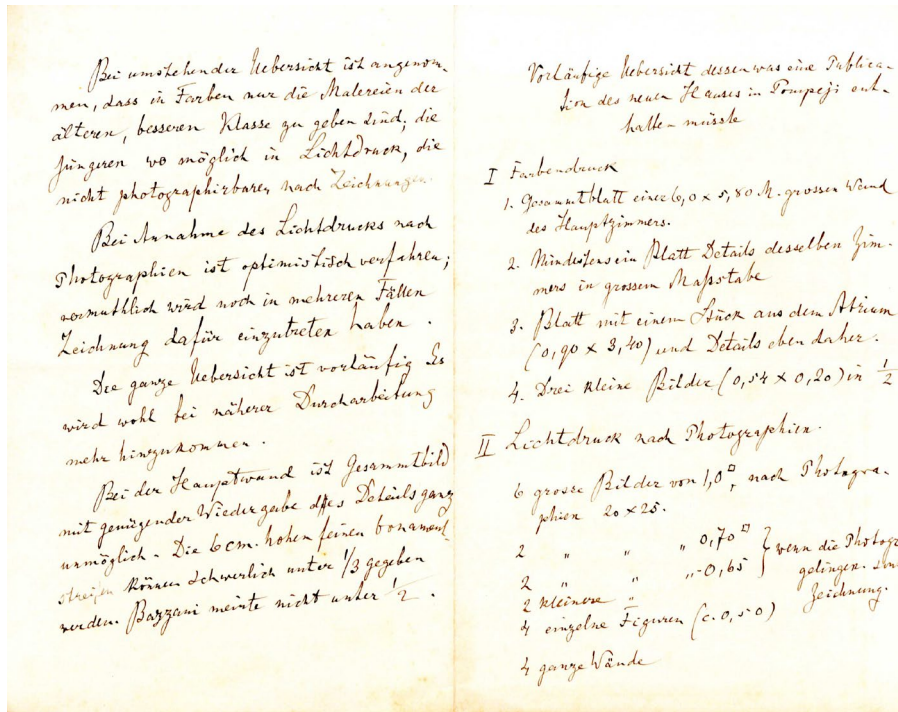 Bei umstehender Uebersicht ist angenom-
men, dass in Farben nur die Malereien der
älteren, besseren Klasse zu geben sind; die
jüngeren wo möglich in Lichtdruck, die
nicht photographirbaren nach Zeichnungen.
Bei Annahme des Lichtdrucks nach
Photographien ist optimistisch verfahren;
vermuthlich wird noch in mehreren Fällen
Zeichnung dafür einzutreten haben.
Die ganze Uebersicht ist vorläufig Es
wird wohl bei näherer Durcharbeitung
mehr hinzukommen.
Bei der Hauptwand ist Gesammtbild
mit genügender Wiedergabe des Details ganz
unmöglich - Die 6 cm. hohen feinen
streifen können schwerlich unter 1/3 gegeben
werden. Bazzani meinte nicht unter 1/2.
Vorläufige Uebersicht dessen was eine Publica-
tion des neuen Hauses in Pompeji ent-
halten müsste
I Farbendruck
1. Gesammtblatt einer 6,0 x 5,80 M. grossen Wand
des Hauptzimmers.
2. Mindestens ein Blatt Details desselben Zim-
mers in grossem Maßstabe
3. Blatt mit einem Stück aus dem Atrium
(0,90 x 3,40) und Details eben daher.
4. Drei kleine Bilder (0,54 x 0,20) in 1/2
II Lichtdruck nach Photographien.
6 grosse Bilder von 1,0□, nach Photogra-
phien 20 x 25.
2 " " " 0,70□ } wenn die Photogr
2 " " " -0,65 gelingen. sonst
2 kleinere " Zeichnung.
4 einzelne Figuren (c. 0,50)
4 ganze Wände